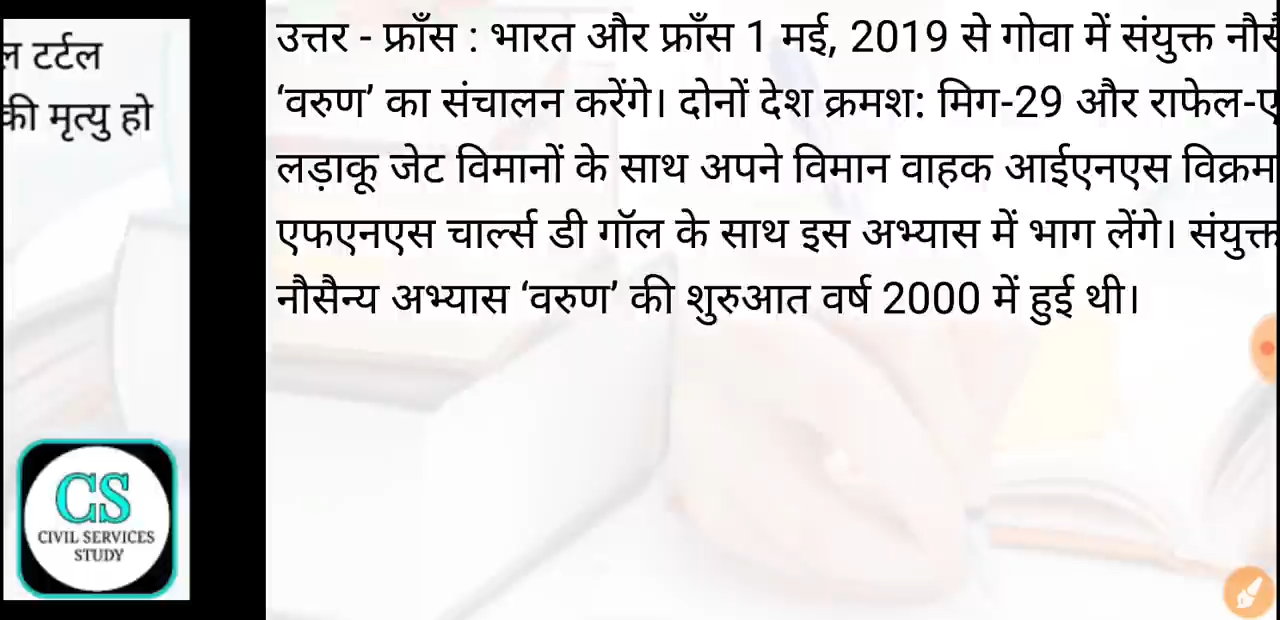 टर्टल
की मृत्यु हो
CS
CIVIL SERVICES
STUDY
उत्तर - फ्राँस : भारत और फ्राँस 1 मई, 2019 से गोवा में संयुक्त
‘वरुण’ का संचालन करेंगे। दोनों देश क्रमश: मिग-29 और राफेल-ए
लड़ाकू जेट विमानों के साथ अपने विमान वाहक आईएनएस विक्रम
एफएनएस चार्ल्स डी गॉल के साथ इस अभ्यास में भाग लेंगे। संयुक्त
नौसैन्य अभ्यास ‘वरुण’ की शुरुआत वर्ष 2000 में हुई थी।